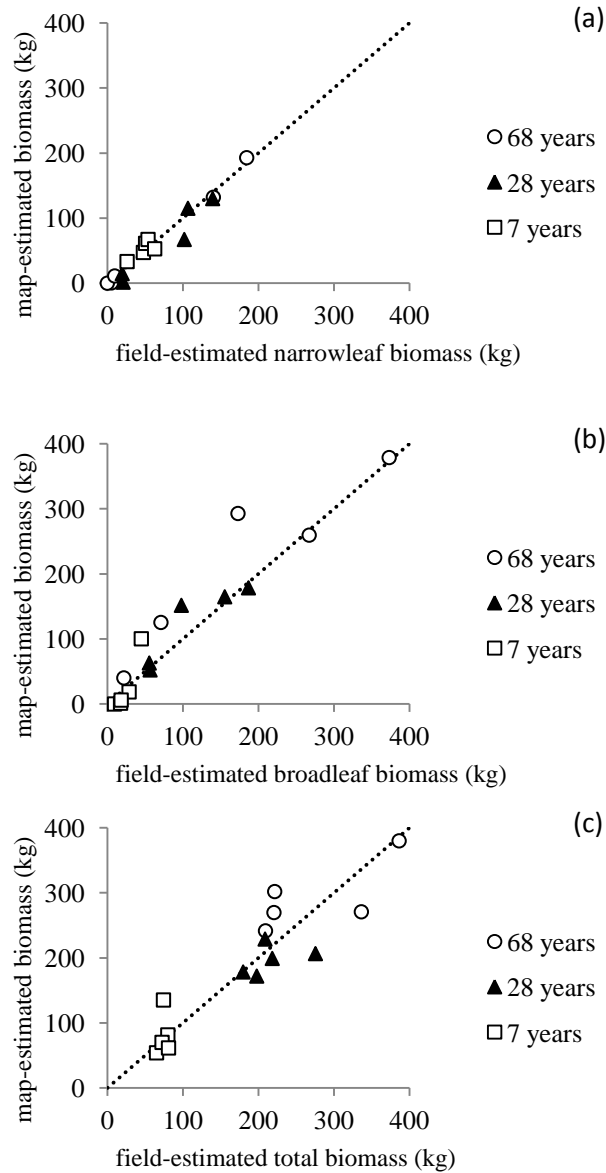 (a)
map-estimated biomass (kg)
400
300
200
100
0
0 100 200 300 400
field-estimated narrowleaf biomass (kg)
68 years
28 years
7 years
(b)
map-estimated biomass (kg)
400
300
200
100
0
0 100 200 300 400
field-estimated broadleaf biomass (kg)
68 years
28 years
7 years
(c)
map-estimated biomass (kg)
400
300
200
100
0
0 100 200 300 400
field-estimated total biomass (kg)
68 years
28 years
7 years